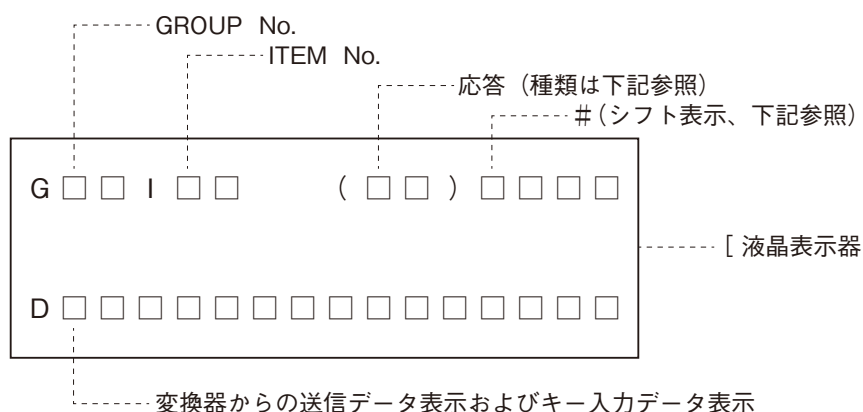 GROUP No.
ITEM No.
応答（種類は下記参照）
＃（シフト表示、下記参照）
G □ □ I □ □ ( □ □ ) □ □ □ □
[ 液晶表示器
D □ □ □ □ □ □ □ □ □ □ □ □ □ □ □
変換器からの送信データ表示およびキー入力データ表示